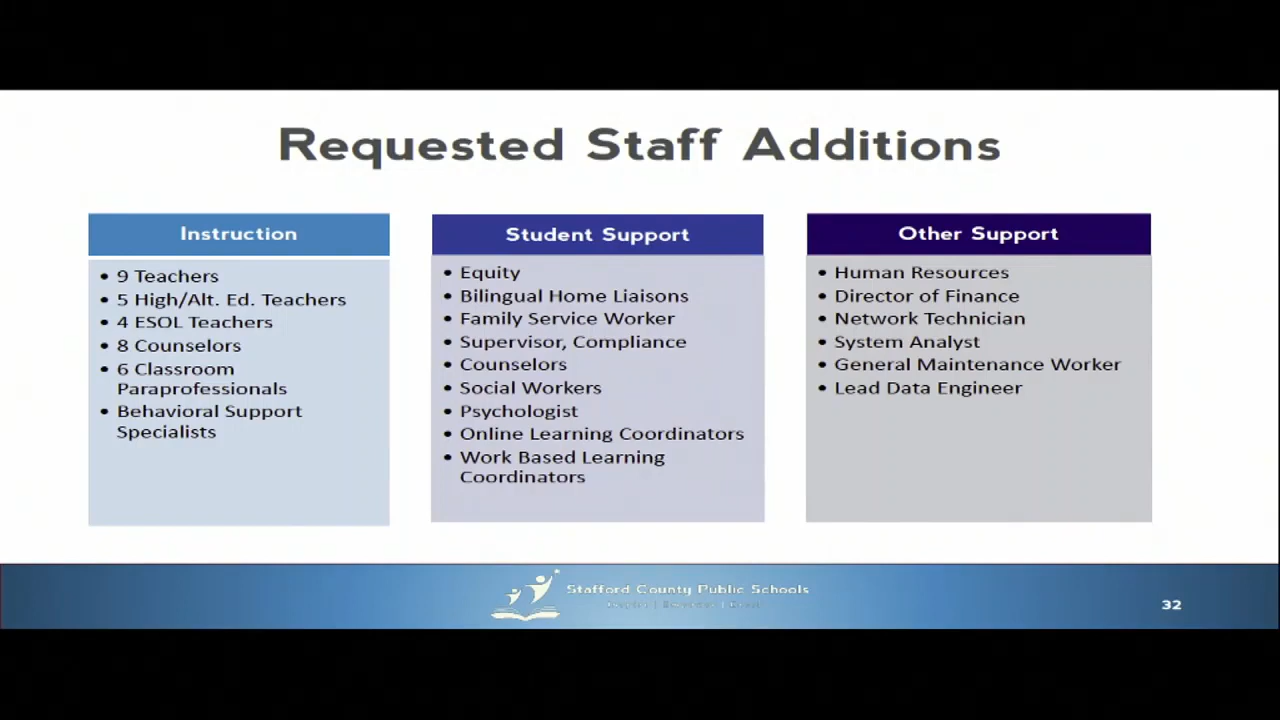 Requested Staff Additions
Instruction
• 9 Teachers
• 5 High/Alt. Ed. Teachers
• 4 ESOL Teachers
• 8 Counselors
• 6 Classroom
Paraprofessionals
• Behavioral Support
Specialists
Student Support
• Equity
• Bilingual Home Liaisons
• Family Service Worker
• Supervisor, Compliance
• Counselors
• Social Workers
• Psychologist
• Online Learning Coordinators
• Work Based Learning
Coordinators
Other Support
• Human Resources
• Director of Finance
• Network Technician
• System Analyst
• General Maintenance Worker
• Lead Data Engineer
Stafford County Public Schools
32